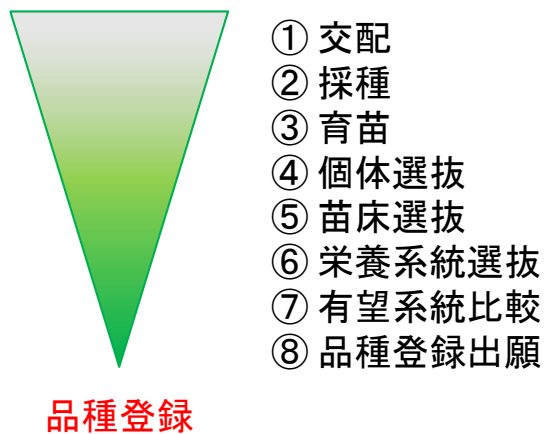 ① 交配
② 採種
③ 育苗
④ 個体選抜
⑤ 苗床選抜
⑥ 栄養系統選抜
⑦ 有望系統比較
⑧ 品種登録出願
品種登録